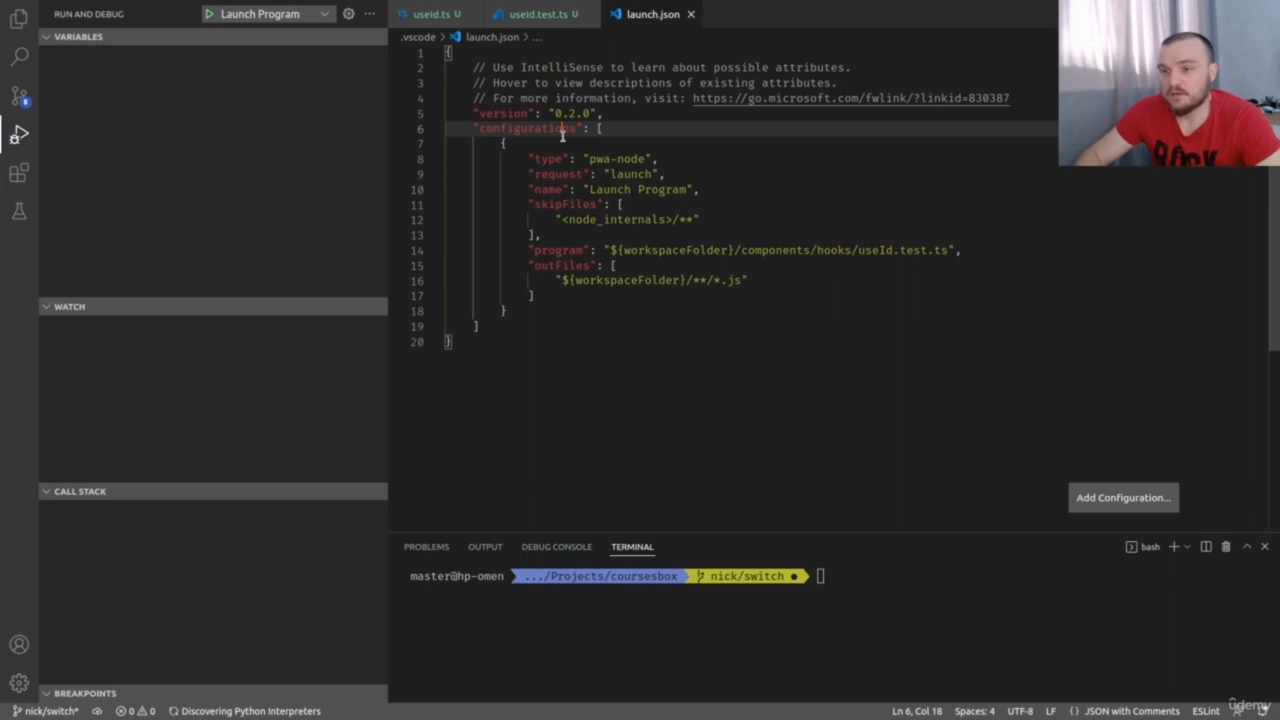 RUN AND DEBUG
Launch Program
useId.ts U
useId.test.ts U
launch.json
VARIABLES
.vscode > launch.json > ...
1 {
2 // Use IntelliSense to learn about possible attributes.
3 // Hover to view descriptions of existing attributes.
4 // For more information, visit: https://go.microsoft.com/fwlink/?linkid=830387
5 "version": "0.2.0",
6 "configurations": [
7 {
8 "type": "pwa-node",
9 "request": "launch",
10 "name": "Launch Program",
11 "skipFiles": [
12 "<node_internals>/**"
13 ],
14 "program": "${workspaceFolder}/components/hooks/useId.test.ts",
15 "outFiles": [
16 "${workspaceFolder}/**/*.js"
17 ]
18 }
19 ]
20 }
8
ROCK
WATCH
CALL STACK
Add Configuration...
PROBLEMS OUTPUT DEBUG CONSOLE TERMINAL
bash
master@hp-omen .../Projects/coursesbox nick/switch ●
BREAKPOINTS
nick/switch* 0 0 Discovering Python Interpreters
Ln 6, Col 18 Spaces: 4 UTF-8 LF {} JSON with Comments ESLint
udemy